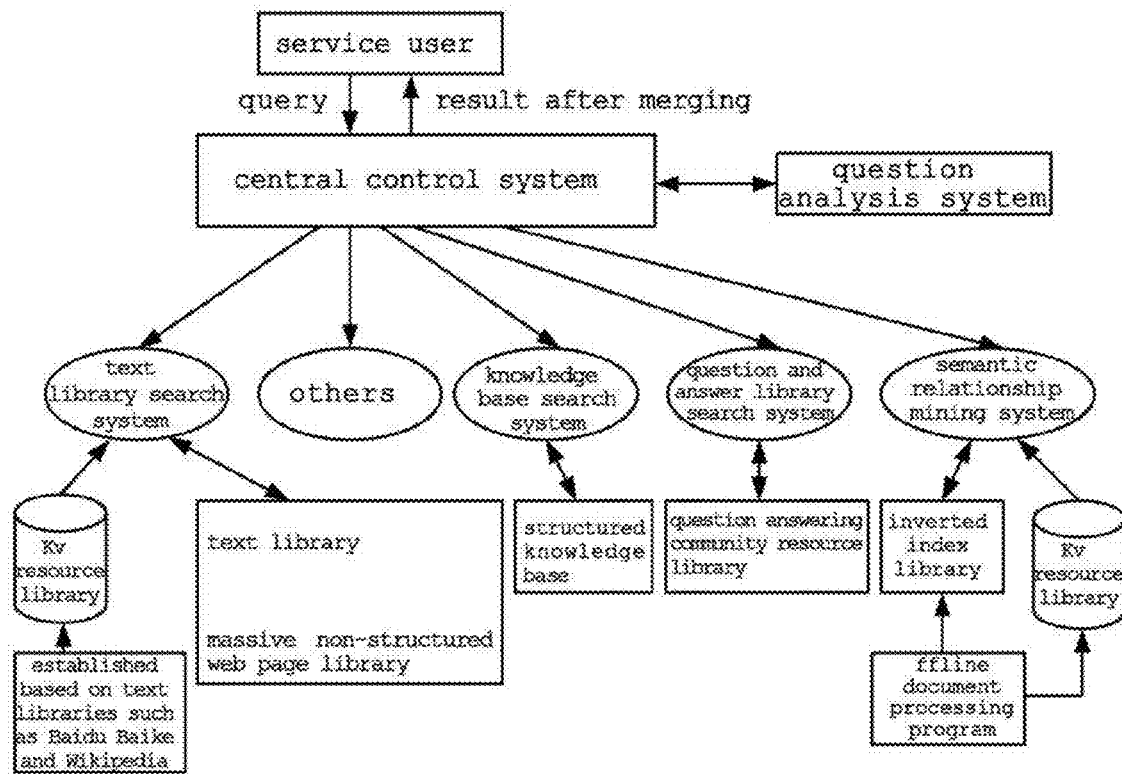 service user
query
result after merging
central control system
question
analysis system
text
library search
system
others
knowledge
base search
system
question and
answer library
search system
semantic
relationship
mining system
Kv
resource
library
text library
massive non-structured
web page library
structured
knowledge
base
question answering
community resource
library
inverted
index
library
Kv
resource
library
established
based on text
libraries such
as Baidu Baike
and Wikipedia
ffline
document
processing
program